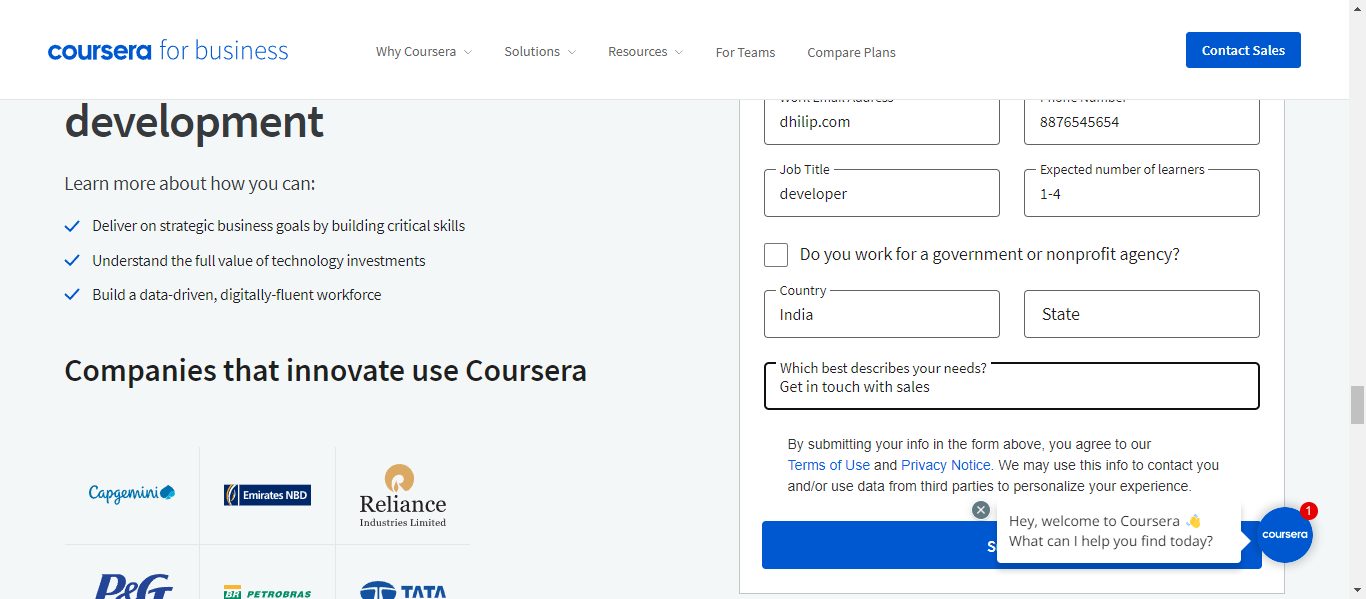 coursera for business
Why Coursera
Solutions
Resources
For Teams
Compare Plans
Contact Sales
development
Learn more about how you can:
Deliver on strategic business goals by building critical skills
Understand the full value of technology investments
Build a data-driven, digitally-fluent workforce
Companies that innovate use Coursera
Capgemini
Emirates NBD
Reliance
Industries Limited
P&G
BR PETROBRAS
TATA
Work Email Address
dhilip.com
Phone Number
8876545654
Job Title
developer
Expected number of learners
1-4
Do you work for a government or nonprofit agency?
Country
India
State
Which best describes your needs?
Get in touch with sales
By submitting your info in the form above, you agree to our
Terms of Use and Privacy Notice. We may use this info to contact you
and/or use data from third parties to personalize your experience.
Hey, welcome to Coursera 👋
What can I help you find today?
coursera
1